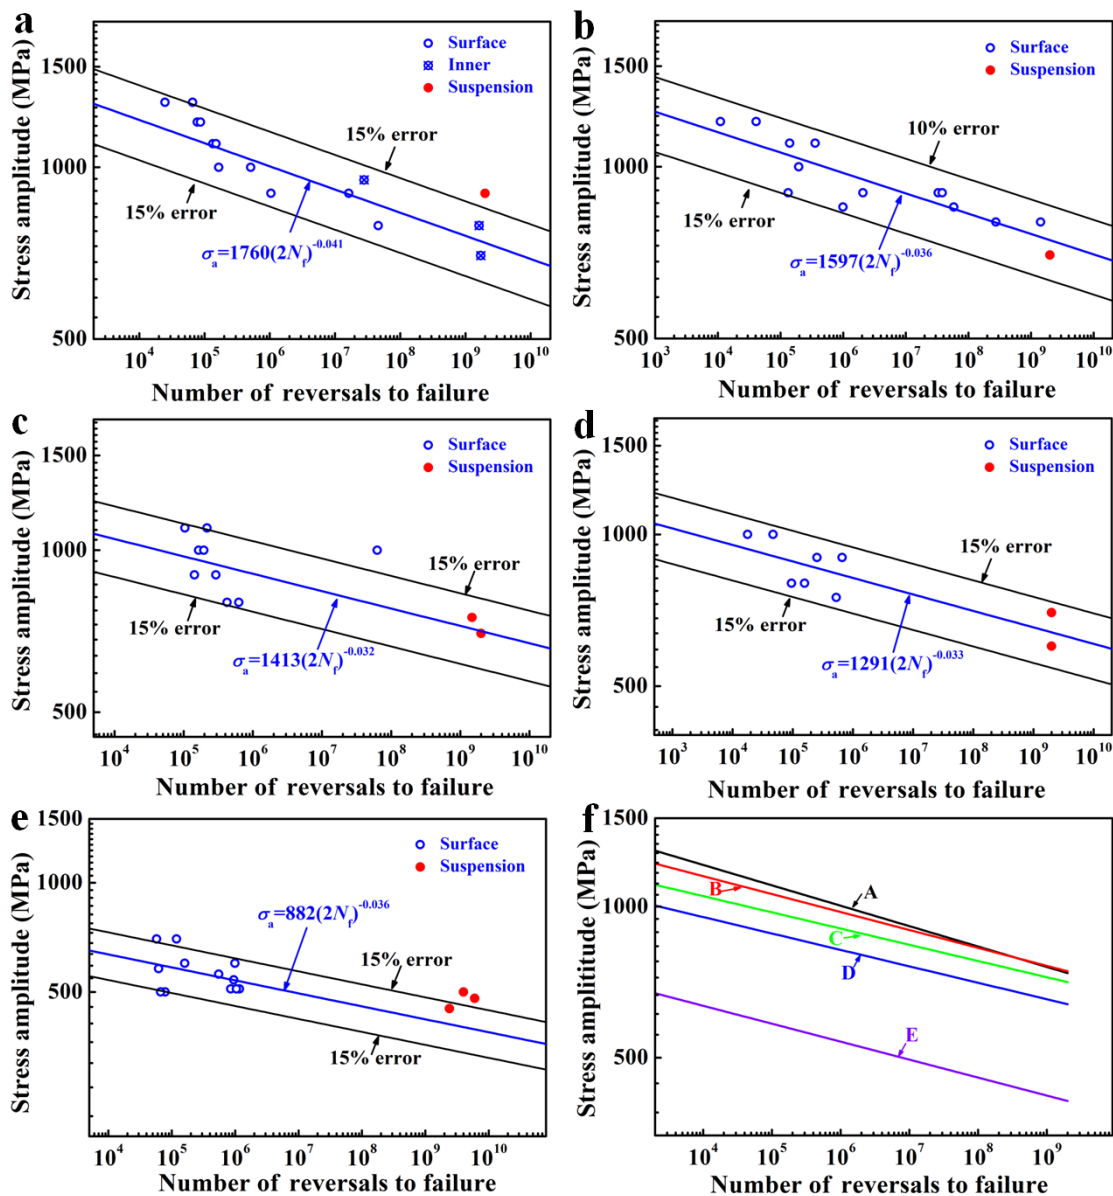 a
Stress amplitude (MPa)
1500
1000
500
Surface
Inner
Suspension
15% error
15% error
σa=1760(2Nf)^-0.041
10^4 10^5 10^6 10^7 10^8 10^9 10^10
Number of reversals to failure
b
Stress amplitude (MPa)
1500
1000
500
Surface
Suspension
10% error
15% error
σa=1597(2Nf)^-0.036
10^3 10^4 10^5 10^6 10^7 10^8 10^9 10^10
Number of reversals to failure
c
Stress amplitude (MPa)
1500
1000
500
Surface
Suspension
15% error
15% error
σa=1413(2Nf)^-0.032
10^4 10^5 10^6 10^7 10^8 10^9 10^10
Number of reversals to failure
d
Stress amplitude (MPa)
1500
1000
500
Surface
Suspension
15% error
15% error
σa=1291(2Nf)^-0.033
10^3 10^4 10^5 10^6 10^7 10^8 10^9 10^10
Number of reversals to failure
e
Stress amplitude (MPa)
1500
1000
500
Surface
Suspension
σa=882(2Nf)^-0.036
15% error
15% error
10^4 10^5 10^6 10^7 10^8 10^9 10^10
Number of reversals to failure
f
Stress amplititude (MPa)
1500
1000
500
A
B
C
D
E
10^4 10^5 10^6 10^7 10^8 10^9
Number of reversals to failure